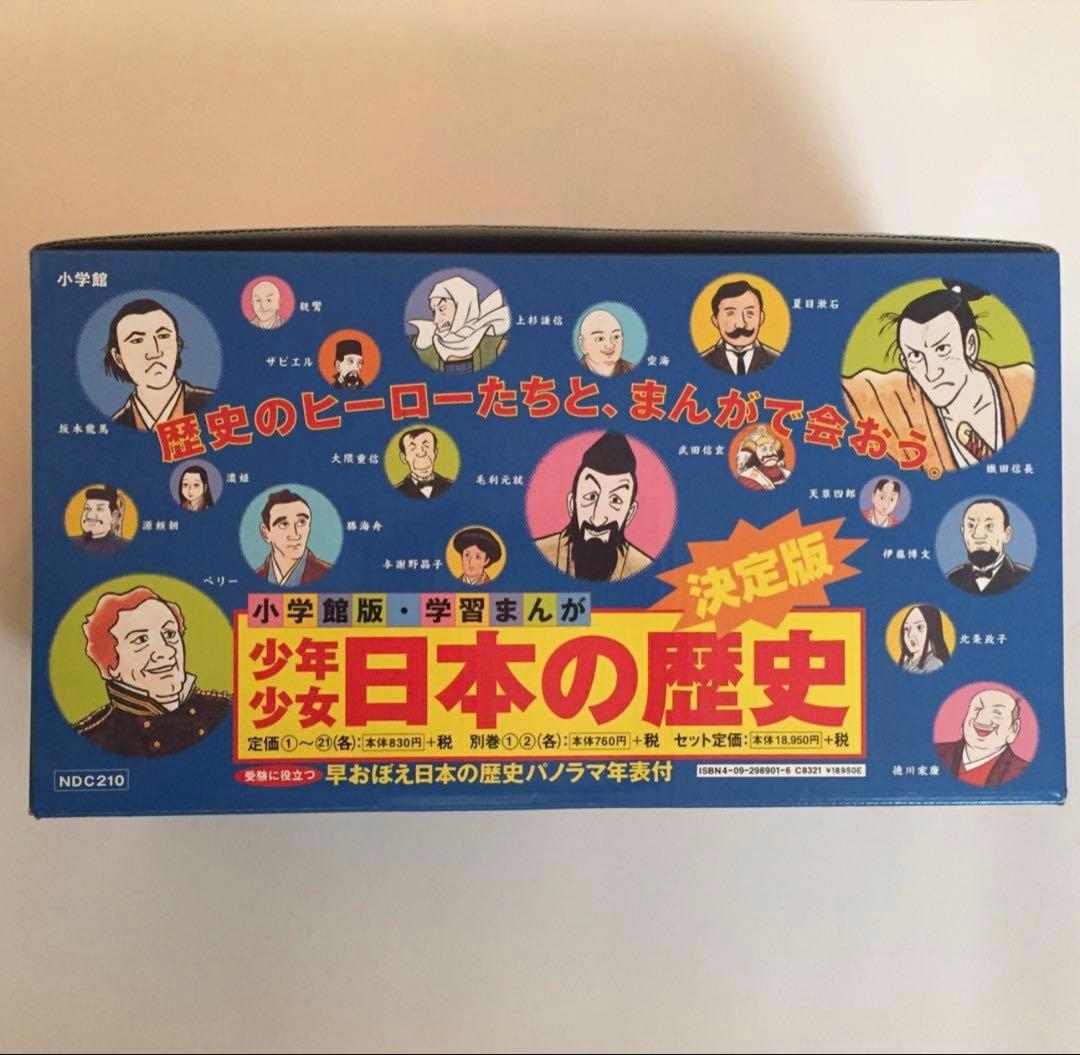 小学館
親鸞
上杉謙信
夏目漱石
ザビエル
空海
坂本龍馬
歴史のヒーローたちと、まんがで会おう。
大隈重信
武田信玄
織田信長
濃姫
毛利元就
天草四郎
源頼朝
勝海舟
伊藤博文
与謝野晶子
ペリー
決定版
小学館版・学習まんが
北条政子
少年少女日本の歴史
定価①〜㉑(各):本体830円+税 別巻①②(各):本体760円+税 セット定価:本体18,950円+税
徳川家康
NDC210
受験に役立つ 早おぼえ日本の歴史パノラマ年表付
ISBN4-09-298901-6 C8321 ¥18950E